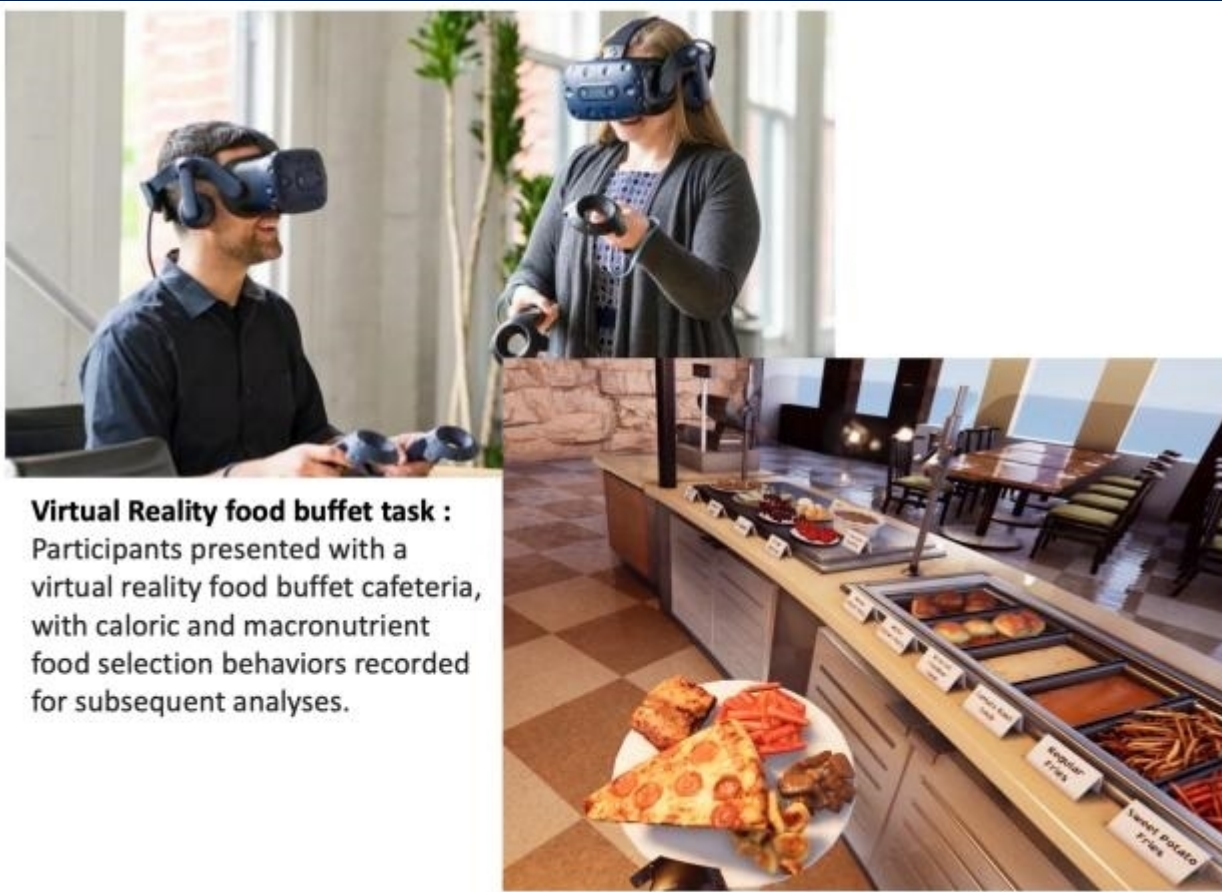 Virtual Reality food buffet task :
Participants presented with a
virtual reality food buffet cafeteria,
with caloric and macronutrient
food selection behaviors recorded
for subsequent analyses.
Regular
Fries
Sweet Potato
Fries